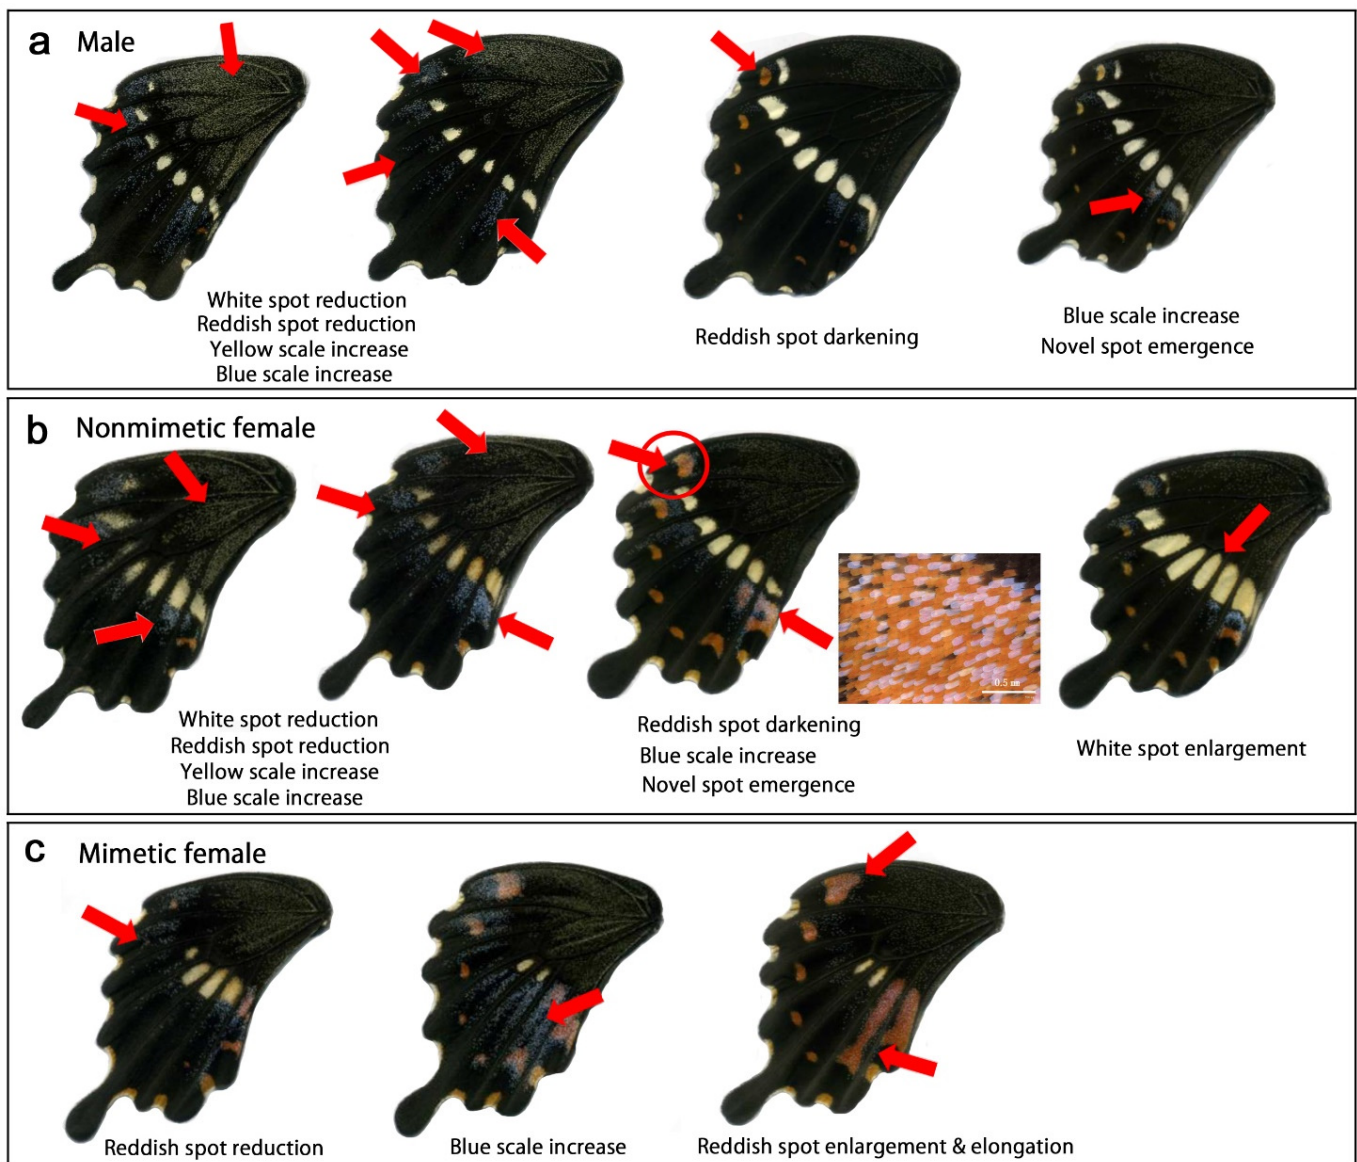 a Male
White spot reduction
Reddish spot reduction
Yellow scale increase
Blue scale increase
Reddish spot darkening
Blue scale increase
Novel spot emergence
b Nonmimetic female
White spot reduction
Reddish spot reduction
Yellow scale increase
Blue scale increase
0.5 ㎜
Reddish spot darkening
Blue scale increase
Novel spot emergence
White spot enlargement
c Mimetic female
Reddish spot reduction
Blue scale increase
Reddish spot enlargement & elongation